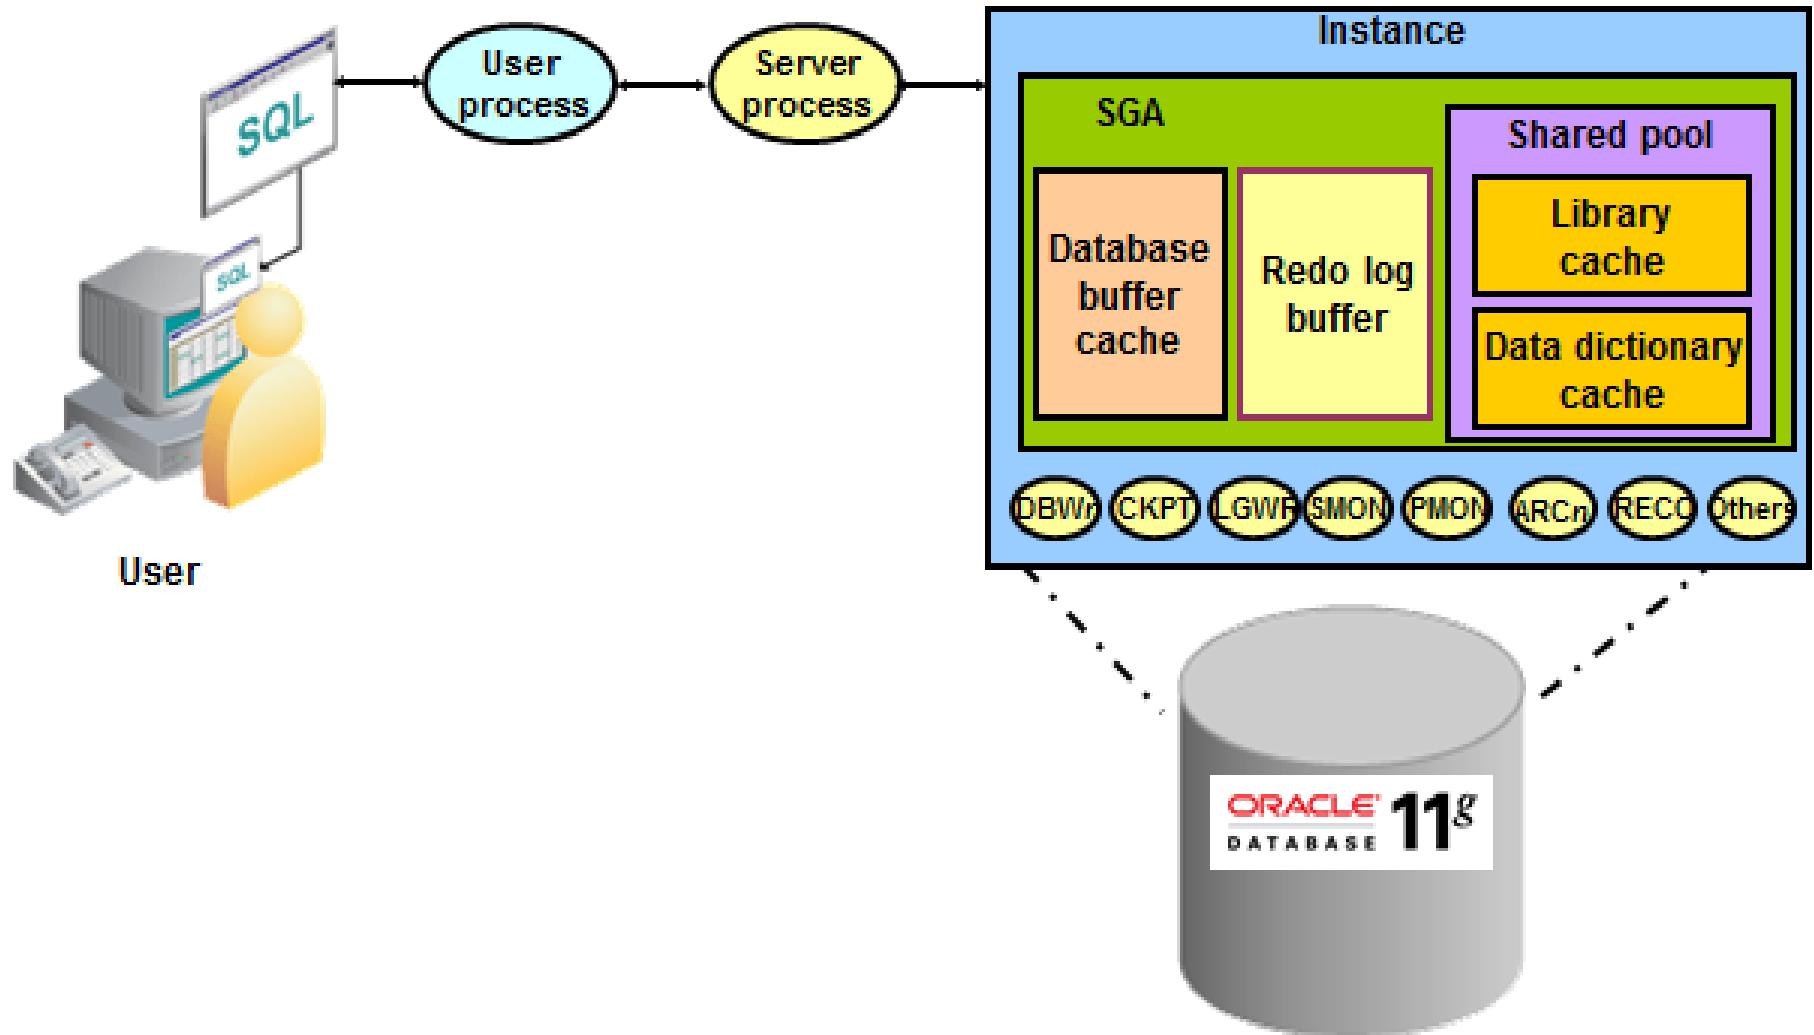 SQL
SQL
User
User
process
Server
process
Instance
SGA
Shared pool
Database
buffer
cache
Redo log
buffer
Library
cache
Data dictionary
cache
DBWn
CKPT
LGWR
SMON
PMON
ARCn
RECO
Others
ORACLE
DATABASE
11g